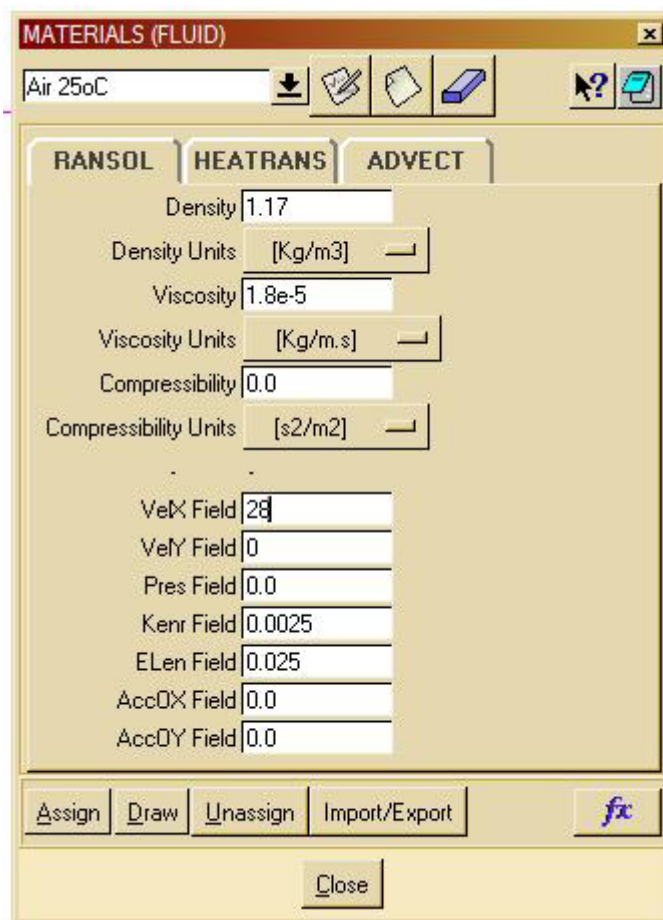 MATERIALS (FLUID)
Air 25oC
RANSOL HEATRANS ADVECT
Density 1.17
Density Units [Kg/m3]
Viscosity 1.8e-5
Viscosity Units [Kg/m.s]
Compressibility 0.0
Compressibility Units [s2/m2]
VelX Field 28
VelY Field 0
Pres Field 0.0
Kenr Field 0.0025
ELen Field 0.025
AccOX Field 0.0
AccOY Field 0.0
Assign Draw Unassign Import/Export fx
Close